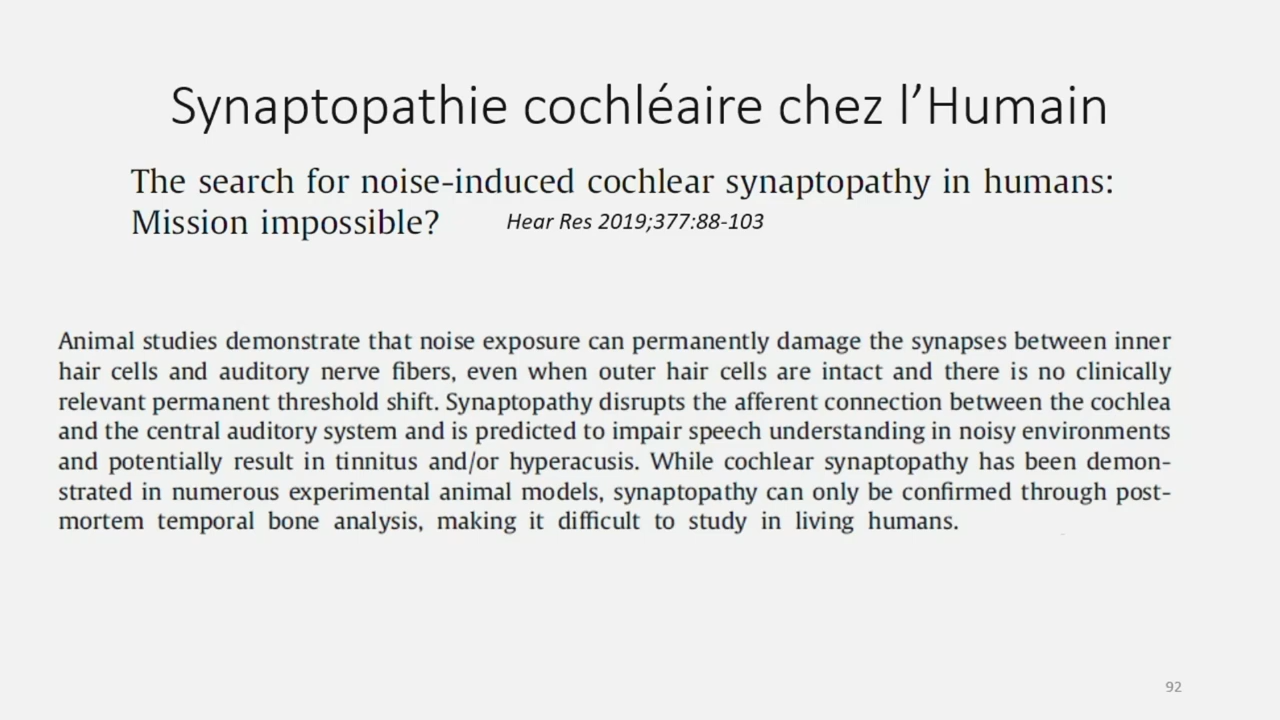 Synaptopathie cochléaire chez l’Humain
The search for noise-induced cochlear synaptopathy in humans:
Mission impossible? Hear Res 2019;377:88-103
Animal studies demonstrate that noise exposure can permanently damage the synapses between inner
hair cells and auditory nerve fibers, even when outer hair cells are intact and there is no clinically
relevant permanent threshold shift. Synaptopathy disrupts the afferent connection between the cochlea
and the central auditory system and is predicted to impair speech understanding in noisy environments
and potentially result in tinnitus and/or hyperacusis. While cochlear synaptopathy has been demon-
strated in numerous experimental animal models, synaptopathy can only be confirmed through post-
mortem temporal bone analysis, making it difficult to study in living humans.
92